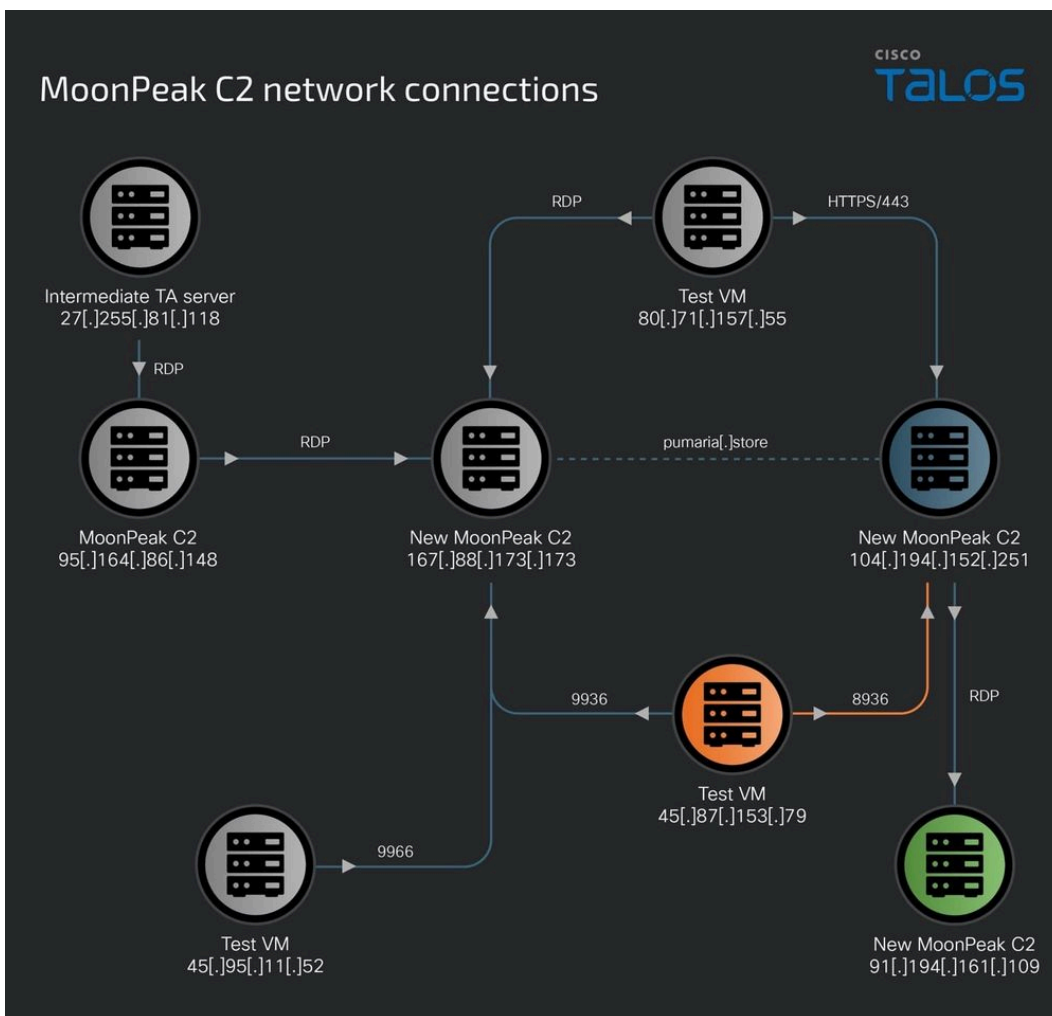 MoonPeak C2 network connections
CISCO
TALOS
RDP
HTTPS/443
Intermediate TA server
27[.]255[.]81[.]118
Test VM
80[.]71[.]157[.]55
RDP
RDP
pumaria[.]store
MoonPeak C2
95[.]164[.]86[.]148
New MoonPeak C2
167[.]88[.]173[.]173
New MoonPeak C2
104[.]194[.]152[.]251
9936
8936
RDP
Test VM
45[.]87[.]153[.]79
9966
Test VM
45[.]95[.]11[.]52
New MoonPeak C2
91[.]194[.]161[.]109